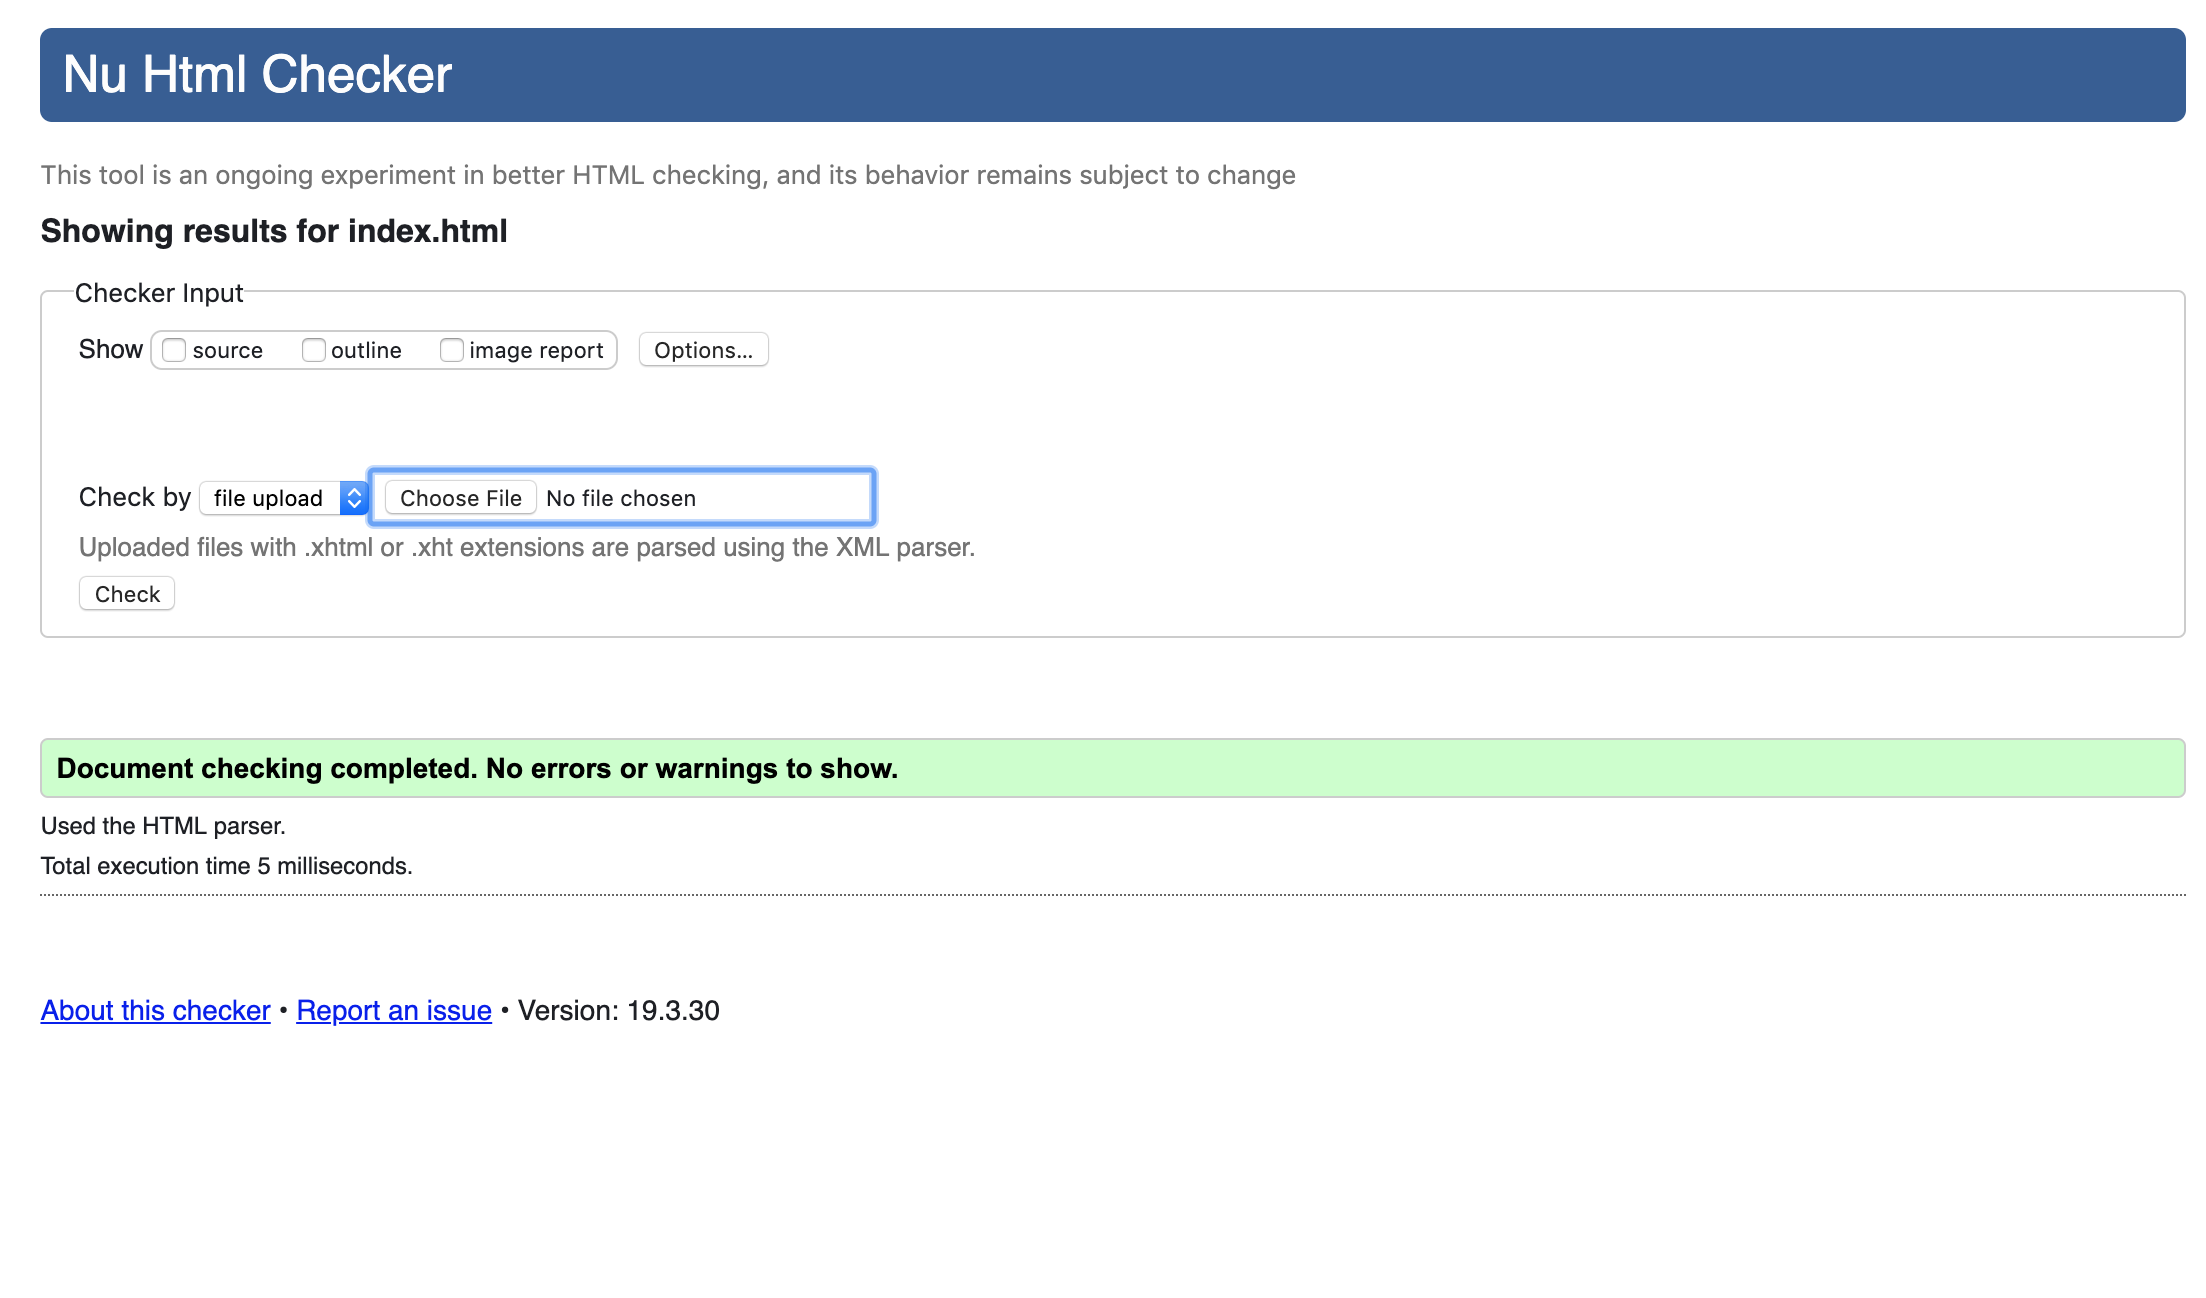 Nu Html Checker
This tool is an ongoing experiment in better HTML checking, and its behavior remains subject to change
Showing results for index.html
Checker Input
Show source outline image report Options...
Check by file upload Choose File No file chosen
Uploaded files with .xhtml or .xht extensions are parsed using the XML parser.
Check
Document checking completed. No errors or warnings to show.
Used the HTML parser.
Total execution time 5 milliseconds.
About this checker • Report an issue • Version: 19.3.30